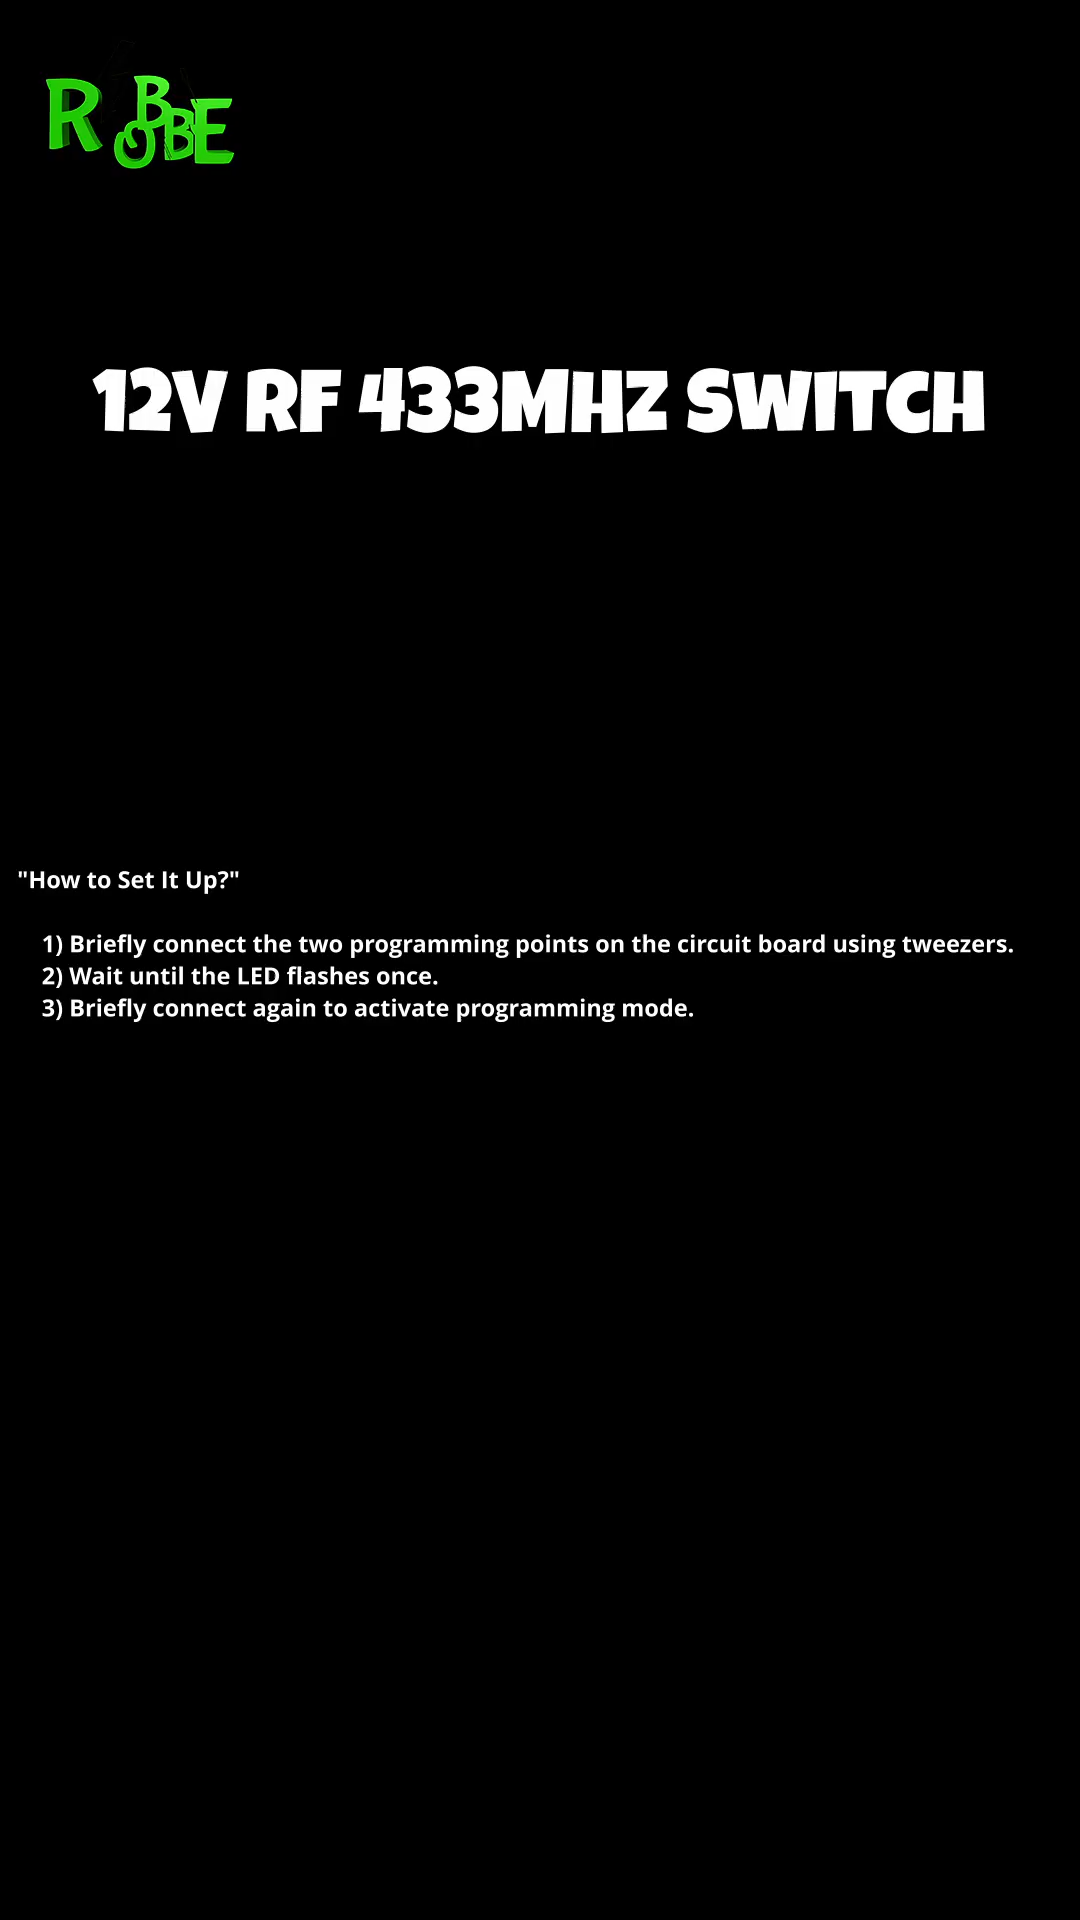 ROBBE
12V RF 433MHZ SWITCH
"How to Set It Up?"
1) Briefly connect the two programming points on the circuit board using tweezers.
2) Wait until the LED flashes once.
3) Briefly connect again to activate programming mode.